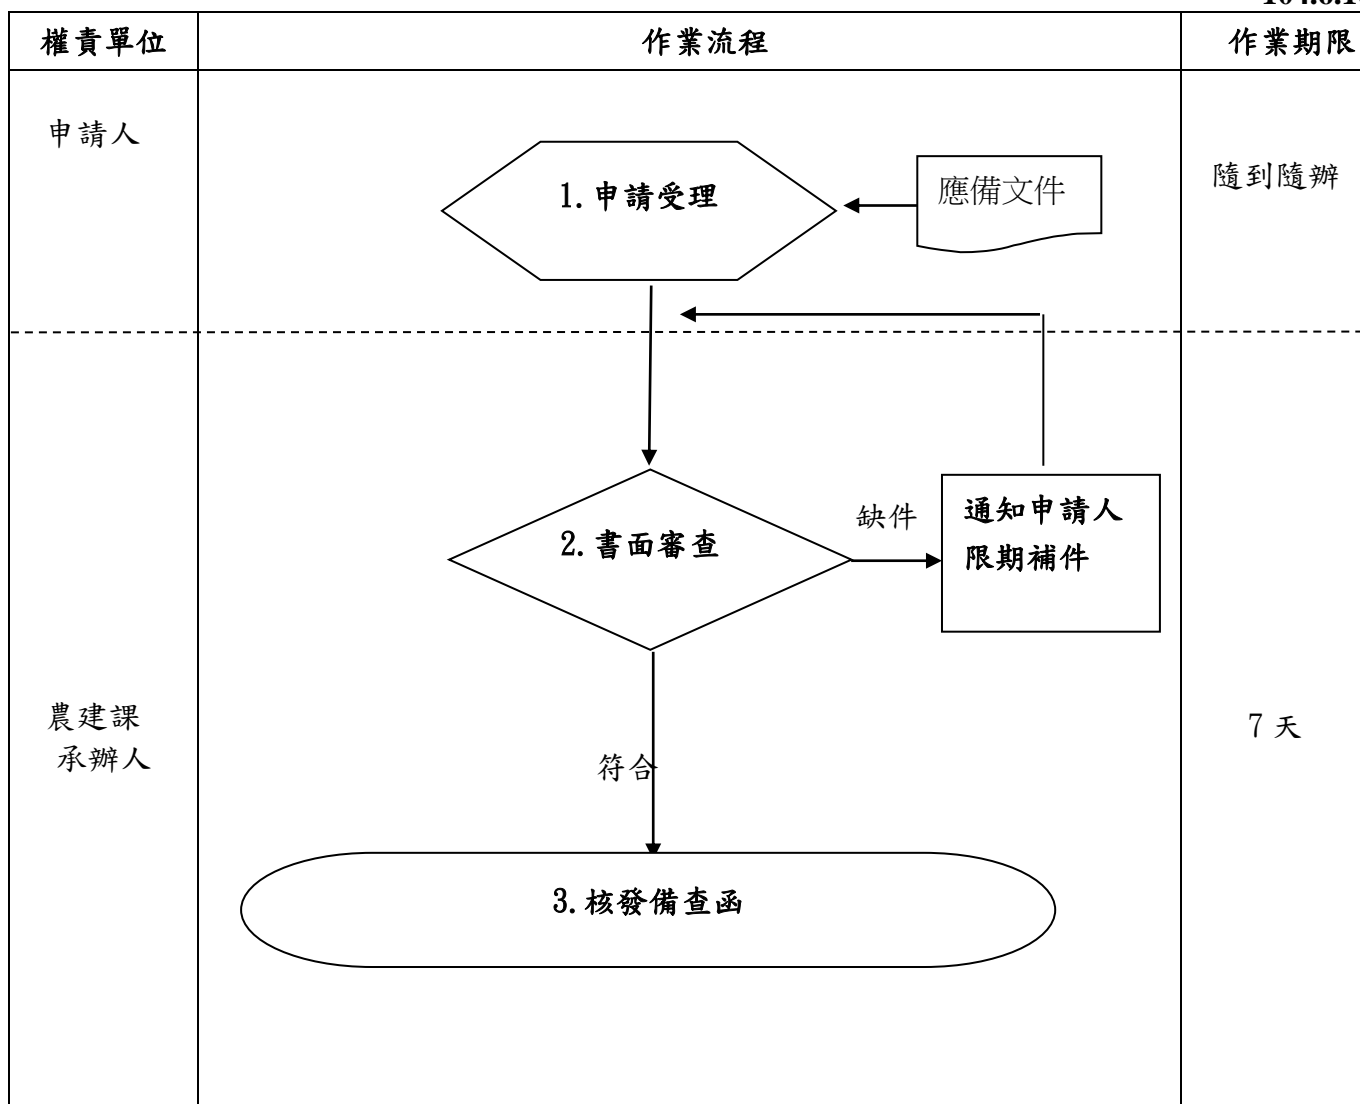 權責單位
作業流程
作業期限
申請人
1.申請受理
應備文件
隨到隨辦
2.書面審查
缺件
通知申請人
限期補件
農建課
承辦人
7 天
符合
3.核發備查函